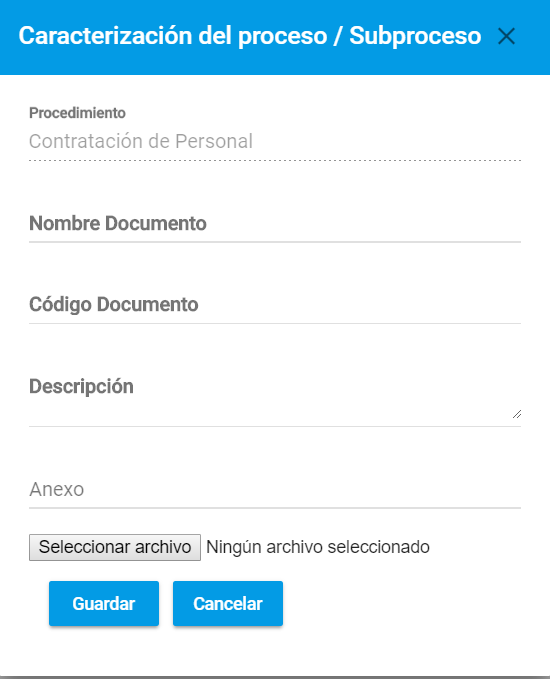 Caracterización del proceso / Subproceso
Procedimiento
Contratación de Personal
Nombre Documento
Código Documento
Descripción
Anexo
Seleccionar archivo Ningún archivo seleccionado
Guardar Cancelar